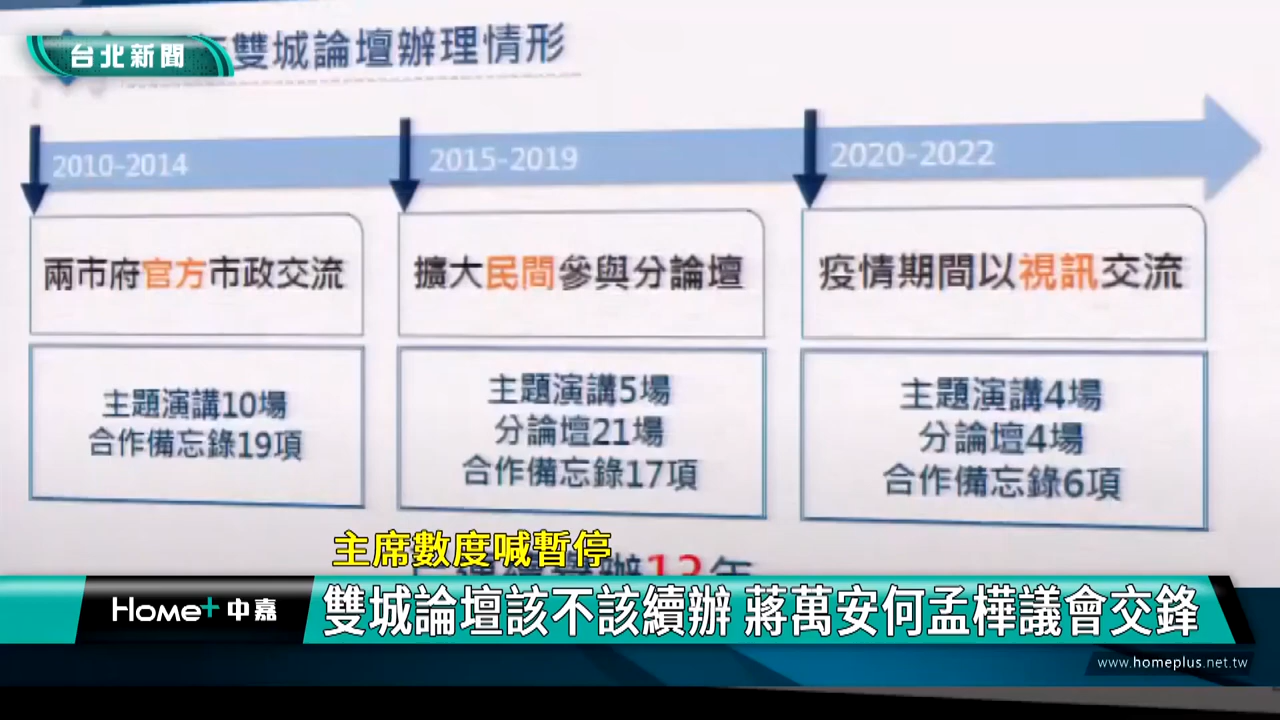 台北新聞
雙城論壇辦理情形
2010-2014
2015-2019
2020-2022
兩市府官方市政交流
擴大民間參與分論壇
疫情期間以視訊交流
主題演講10場
合作備忘錄19項
主題演講5場
分論壇21場
合作備忘錄17項
主題演講4場
分論壇4場
合作備忘錄6項
主席數度喊暫停
Home+中嘉
雙城論壇該不該續辦 蔣萬安何孟樺議會交鋒
www.homeplus.net.tw